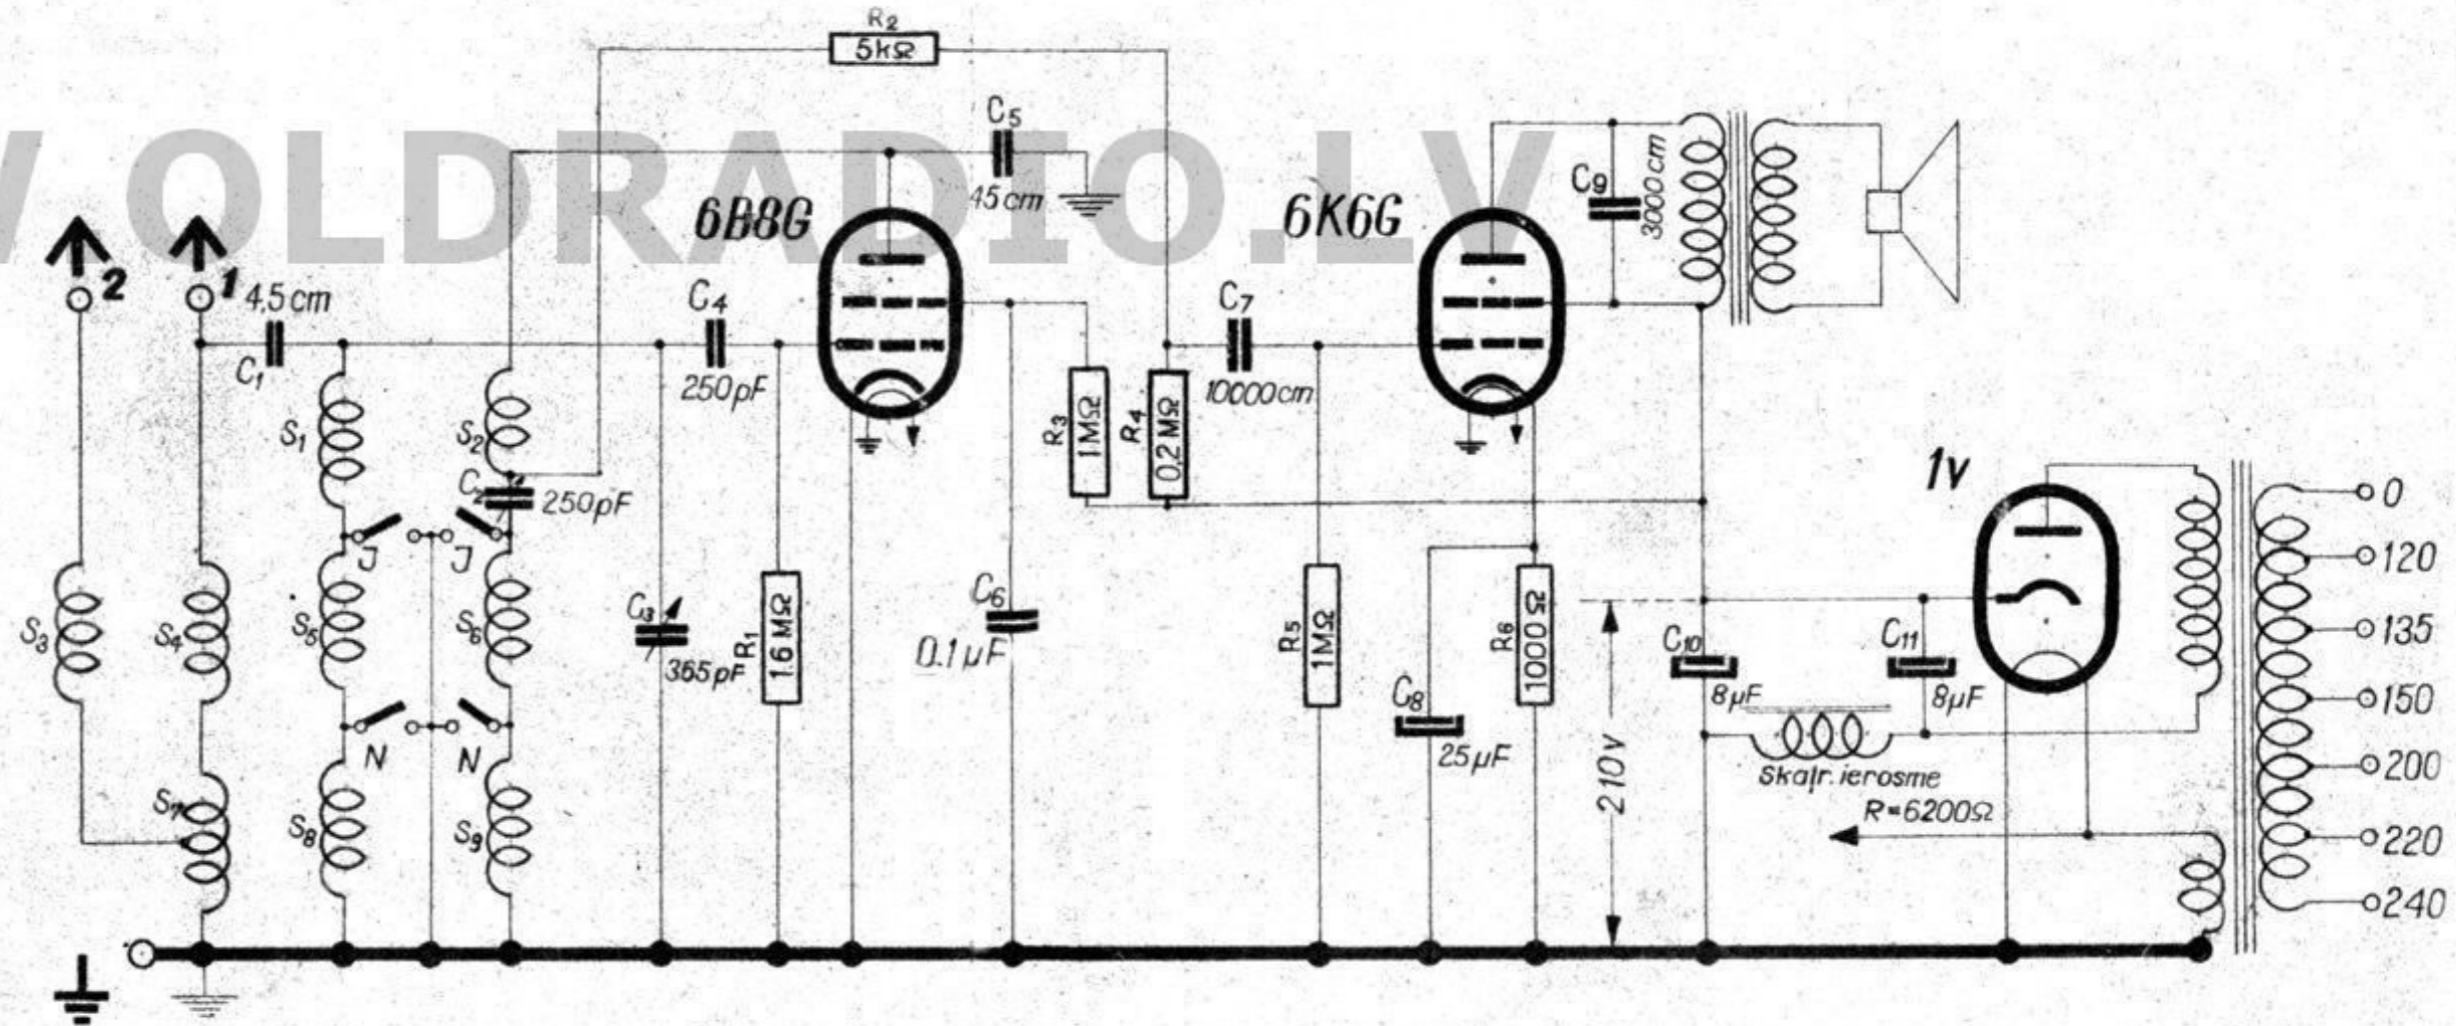 R2
5kΩ
C5
45cm
W OLDRADIO.LV
6B8G
6K6G
C9
3000cm
2
1
4,5cm
C1
C4
250pF
C7
10000cm
S1
S2
C2
250pF
R3
1MΩ
R4
0,2MΩ
1v
0
120
135
150
200
220
240
J
J
S3
S4
S5
S6
C3
365pF
R1
1.6MΩ
C6
0.1µF
R5
1MΩ
R6
1000Ω
C8
25µF
210V
C10
8µF
C11
8µF
N
N
Skaļr. ierosme
R=6200Ω
S7
S8
S9